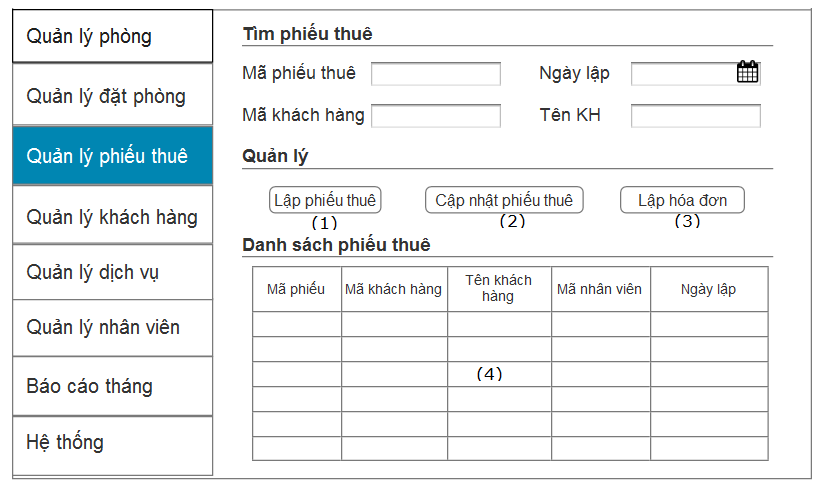 Quản lý phòng
Quản lý đặt phòng
Quản lý phiếu thuê
Quản lý khách hàng
Quản lý dịch vụ
Quản lý nhân viên
Báo cáo tháng
Hệ thống
Tìm phiếu thuê
Mã phiếu thuê
Ngày lập
Mã khách hàng
Tên KH
Quản lý
Lập phiếu thuê
Cập nhật phiếu thuê
Lập hóa đơn
(1)
(2)
(3)
Danh sách phiếu thuê
Mã phiếu
Mã khách hàng
Tên khách
hàng
Mã nhân viên
Ngày lập
(4)